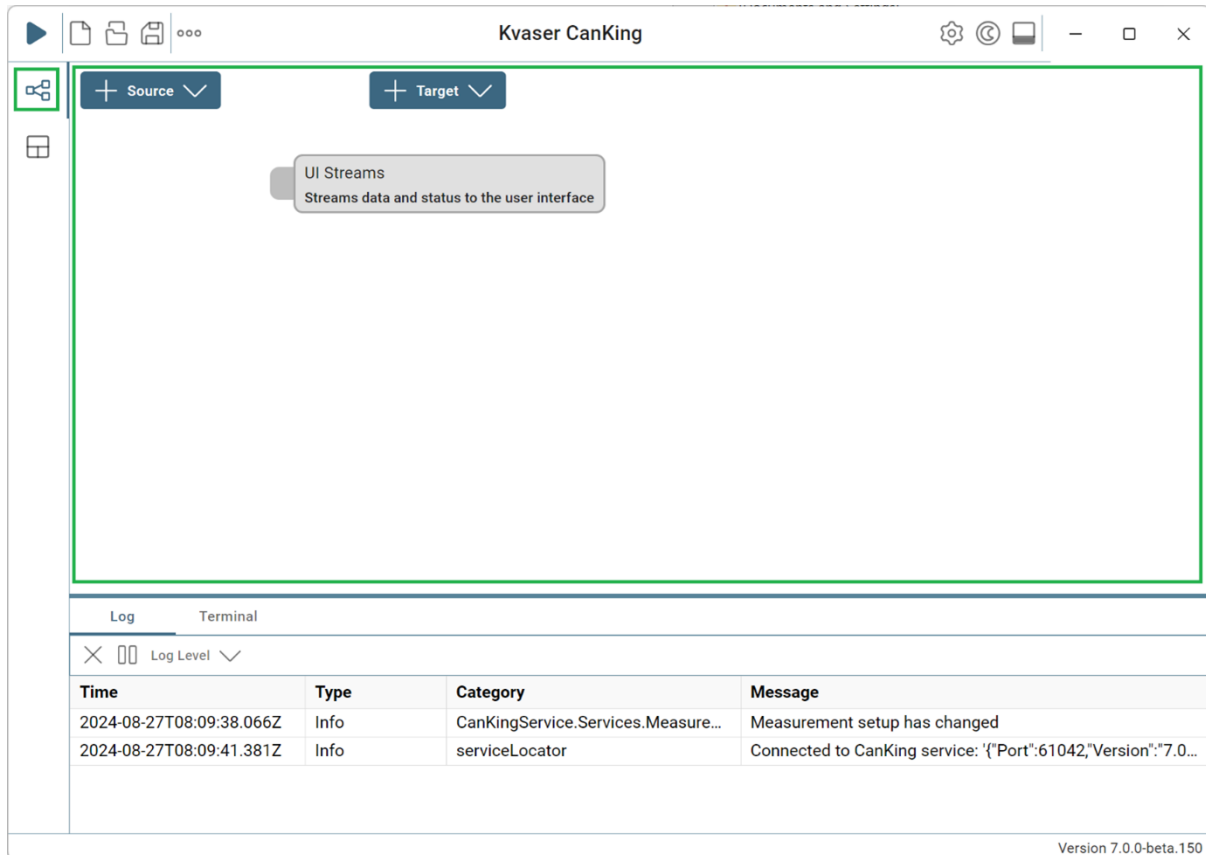 Kvaser CanKing
Source
Target
UI Streams
Streams data and status to the user interface
Log
Terminal
Log Level
Time Type Category Message
2024-08-27T08:09:38.066Z Info CanKingService.Services.Measure... Measurement setup has changed
2024-08-27T08:09:41.381Z Info serviceLocator Connected to CanKing service: '{"Port":61042,"Version":"7.0...
Version 7.0.0-beta.150